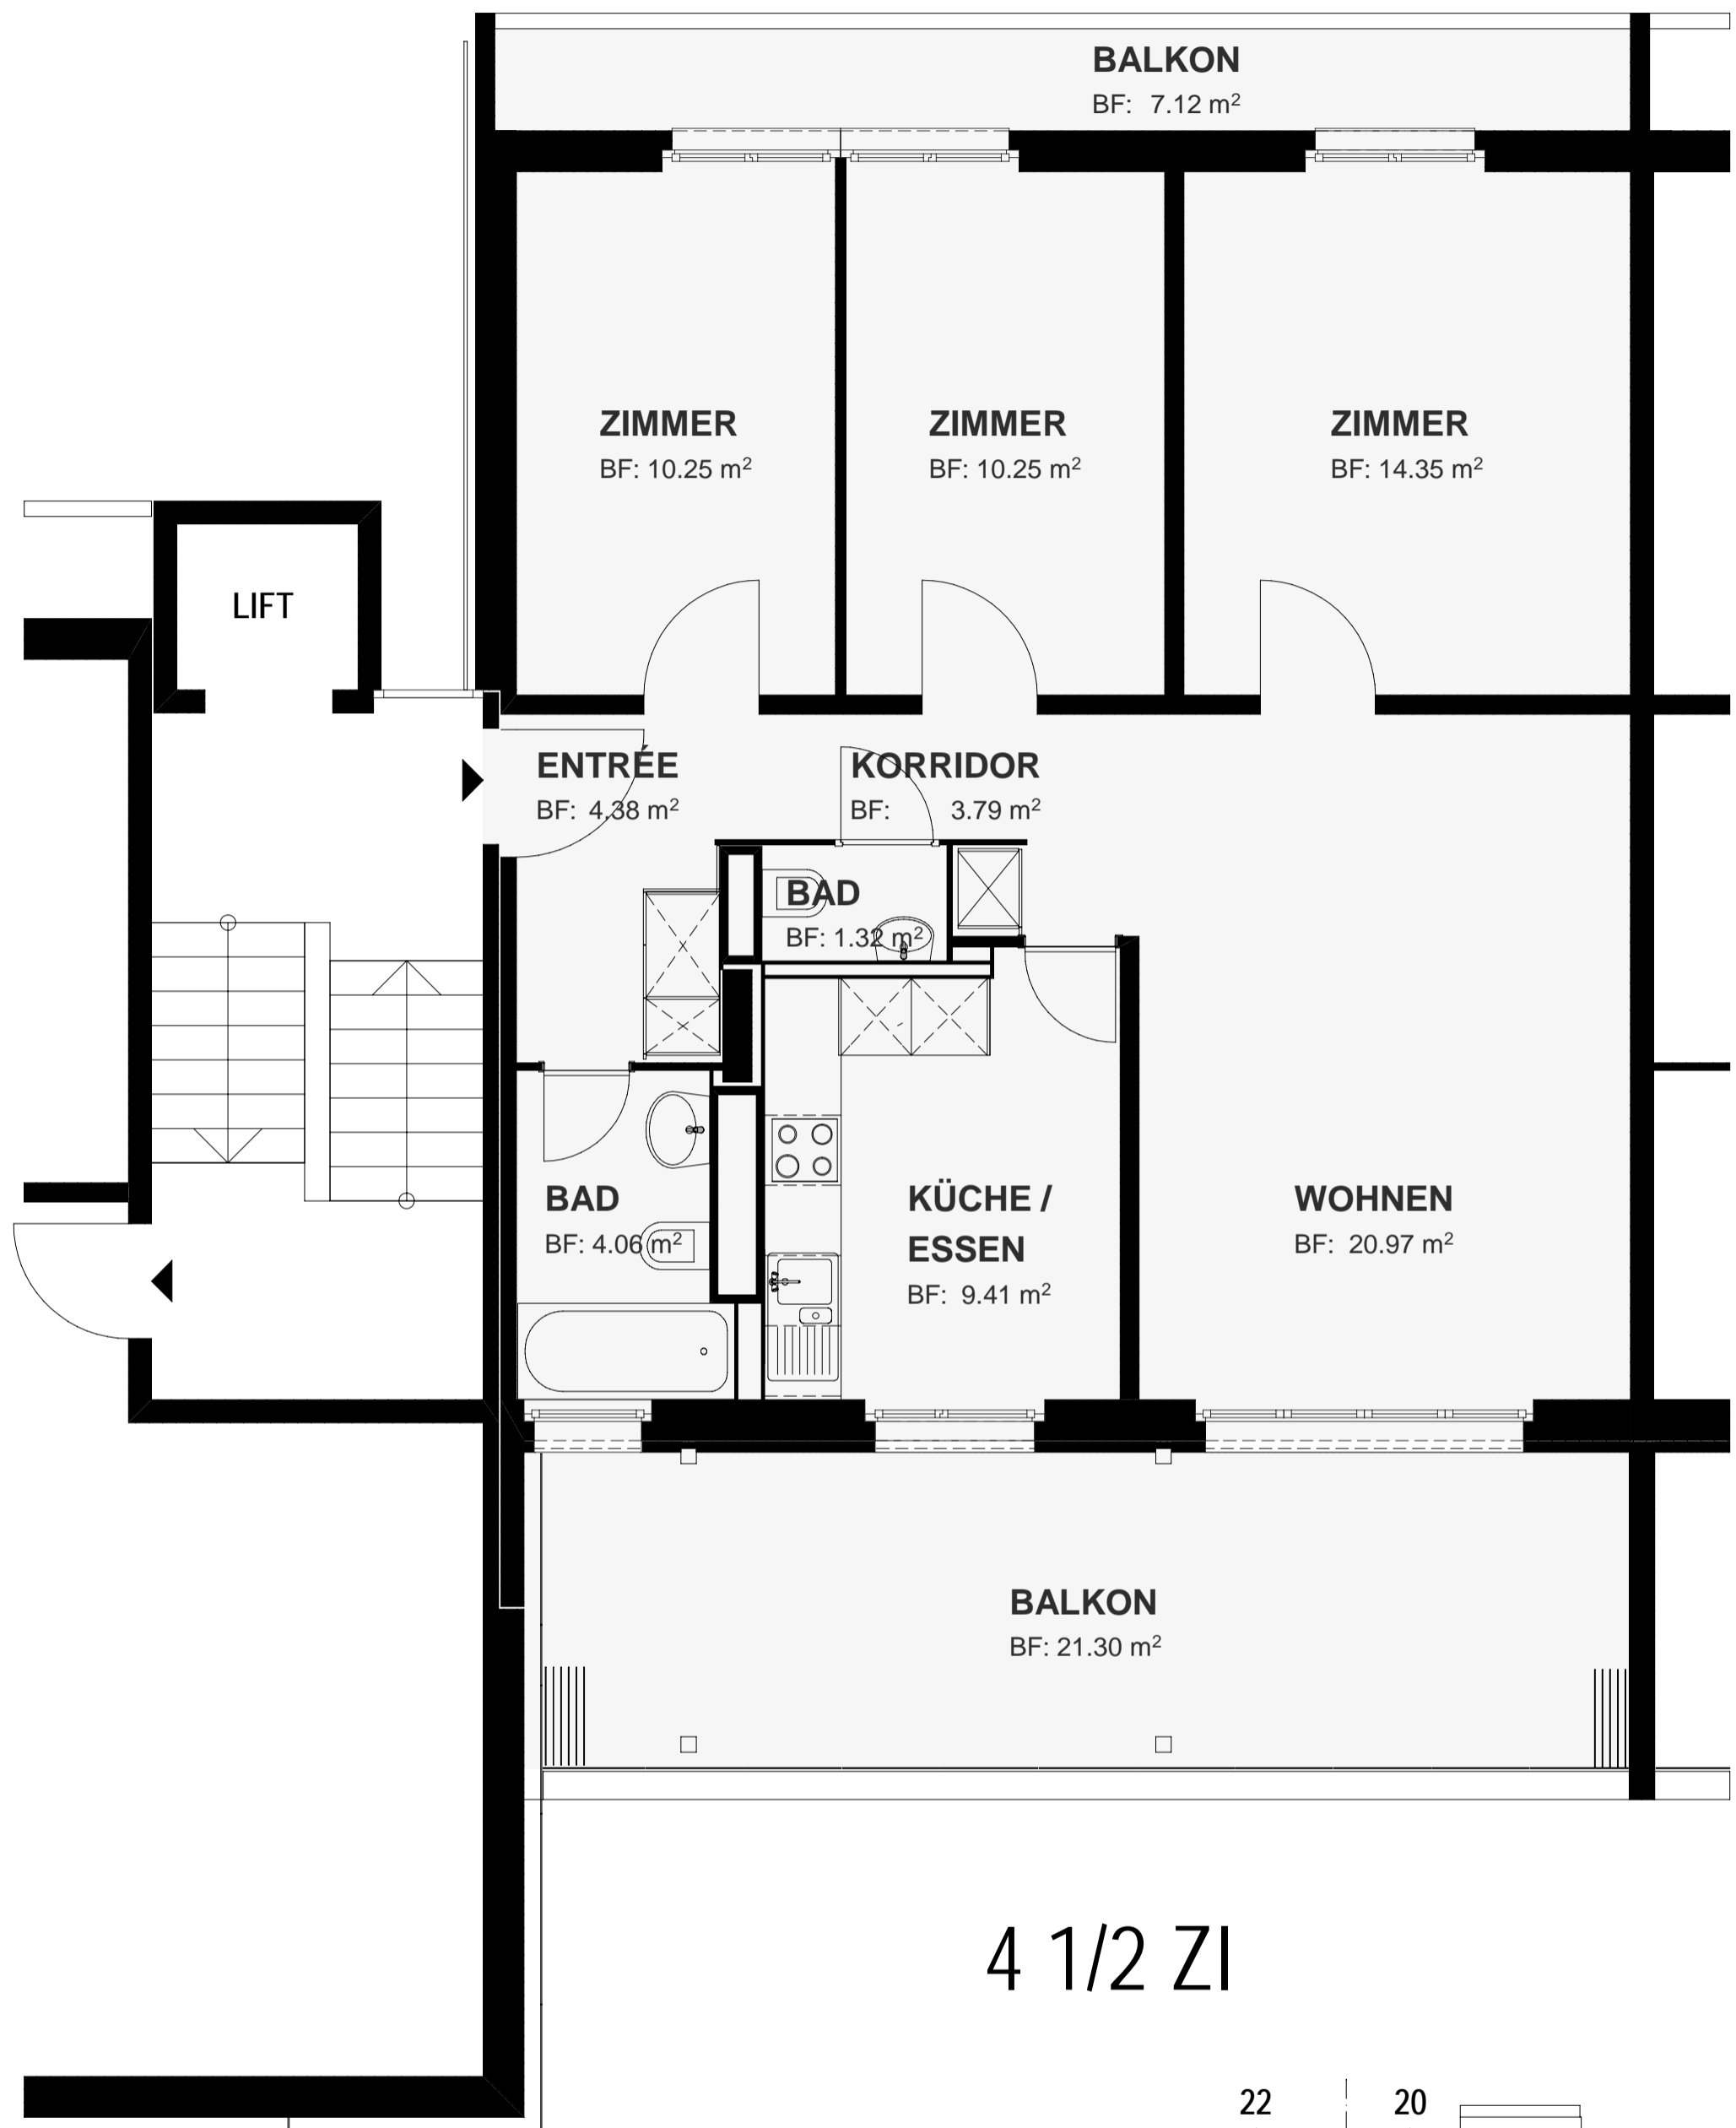 BALKON
BF: 7.12 m²
ZIMMER
BF: 10.25 m²
ZIMMER
BF: 10.25 m²
ZIMMER
BF: 14.35 m²
LIFT
ENTRÉE
BF: 4.38 m²
KORRIDOR
BF: 3.79 m²
BAD
BF: 1.32 m²
BAD
BF: 4.06 m²
KÜCHE /
ESSEN
BF: 9.41 m²
WOHNEN
BF: 20.97 m²
BALKON
BF: 21.30 m²
4 1/2 ZI
22 20